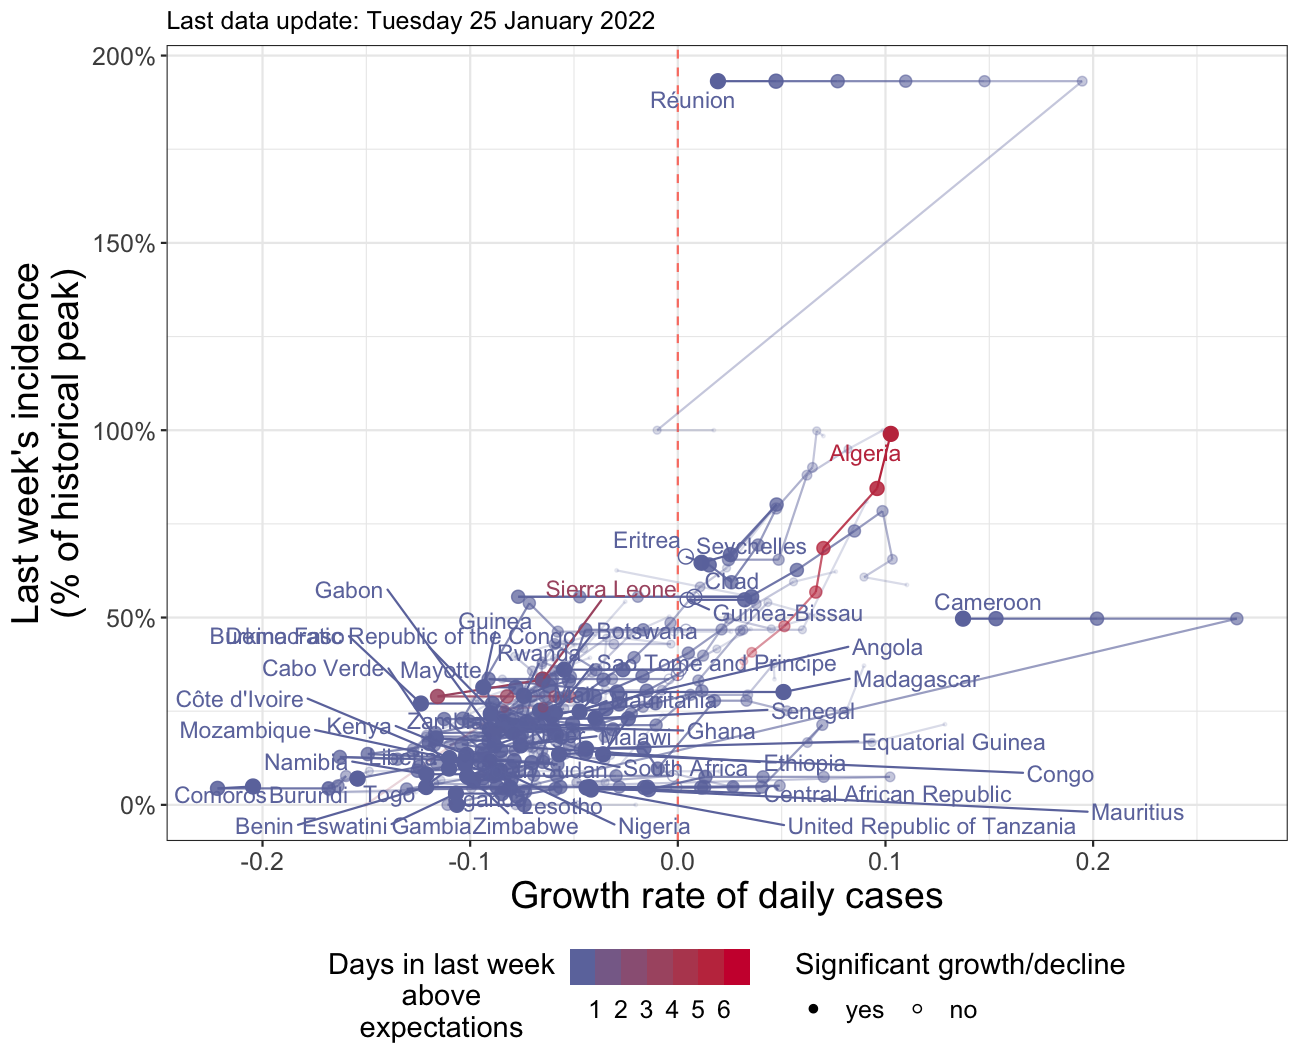 Last data update: Tuesday 25 January 2022
200%
150%
100%
50%
0%
Last week's incidence
(% of historical peak)
Réunion
Algeria
Eritrea
Seychelles
Chad
Sierra Leone
Gabon
Guinea-Bissau
Cameroon
Guinea
Burkina Faso
Democratic Republic of the Congo
Botswana
Rwanda
Angola
Cabo Verde
Mayotte
Sao Tome and Principe
Madagascar
Côte d'Ivoire
Mauritania
Senegal
Mozambique
Kenya
Zambia
Malawi
Ghana
Equatorial Guinea
Namibia
Liberia
Sudan
South Africa
Ethiopia
Congo
Comoros
Burundi
Togo
Uganda
Lesotho
Central African Republic
Mauritius
Benin
Eswatini
Gambia
Zimbabwe
Nigeria
United Republic of Tanzania
-0.2
-0.1
0.0
0.1
0.2
Growth rate of daily cases
Days in last week
above
expectations
1 2 3 4 5 6
Significant growth/decline
yes
no